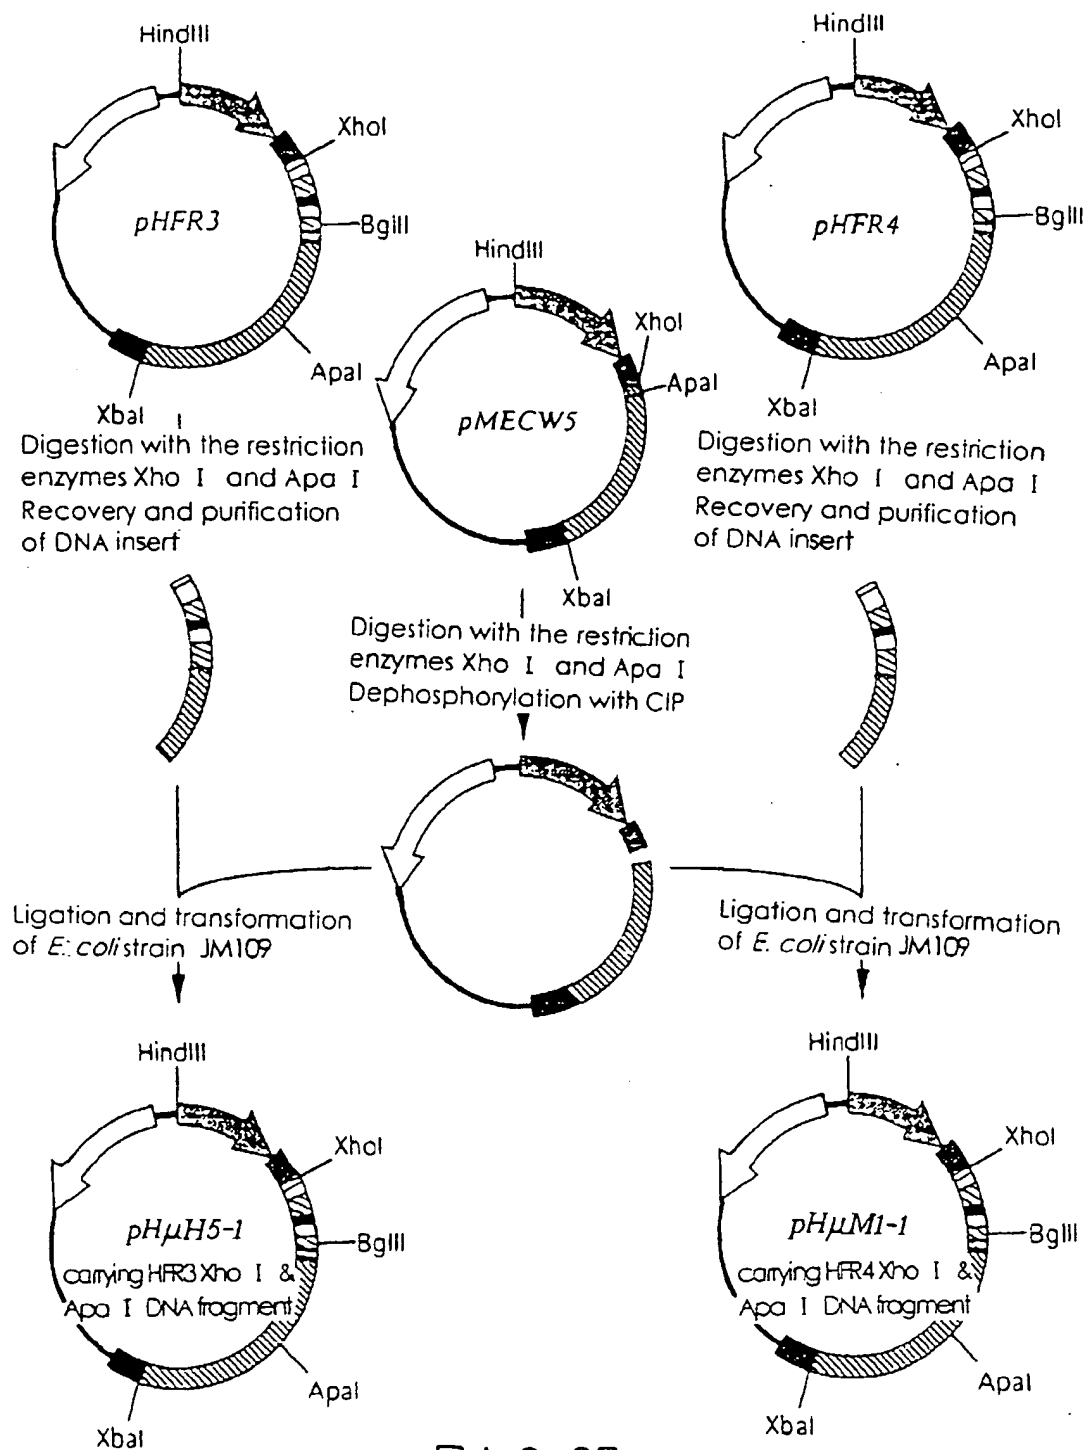 HindIII
XhoI
pHFR3
BglII
ApaI
XbaI
HindIII
XhoI
pHFR4
BglII
ApaI
XbaI
HindIII
XhoI
ApaI
pMECW5
XbaI
Digestion with the restriction
enzymes Xho I and Apa I
Recovery and purification
of DNA insert
Digestion with the restriction
enzymes Xho I and Apa I
Dephosphorylation with CIP
Digestion with the restriction
enzymes Xho I and Apa I
Recovery and purification
of DNA insert
Ligation and transformation
of E. coli strain JM109
Ligation and transformation
of E. coli strain JM109
HindIII
XhoI
pHμH5-1
BglII
carrying HFR3 Xho I &
Apa I DNA fragment
ApaI
XbaI
HindIII
XhoI
pHμM1-1
BglII
carrying HFR4 Xho I &
Apa I DNA fragment
ApaI
XbaI